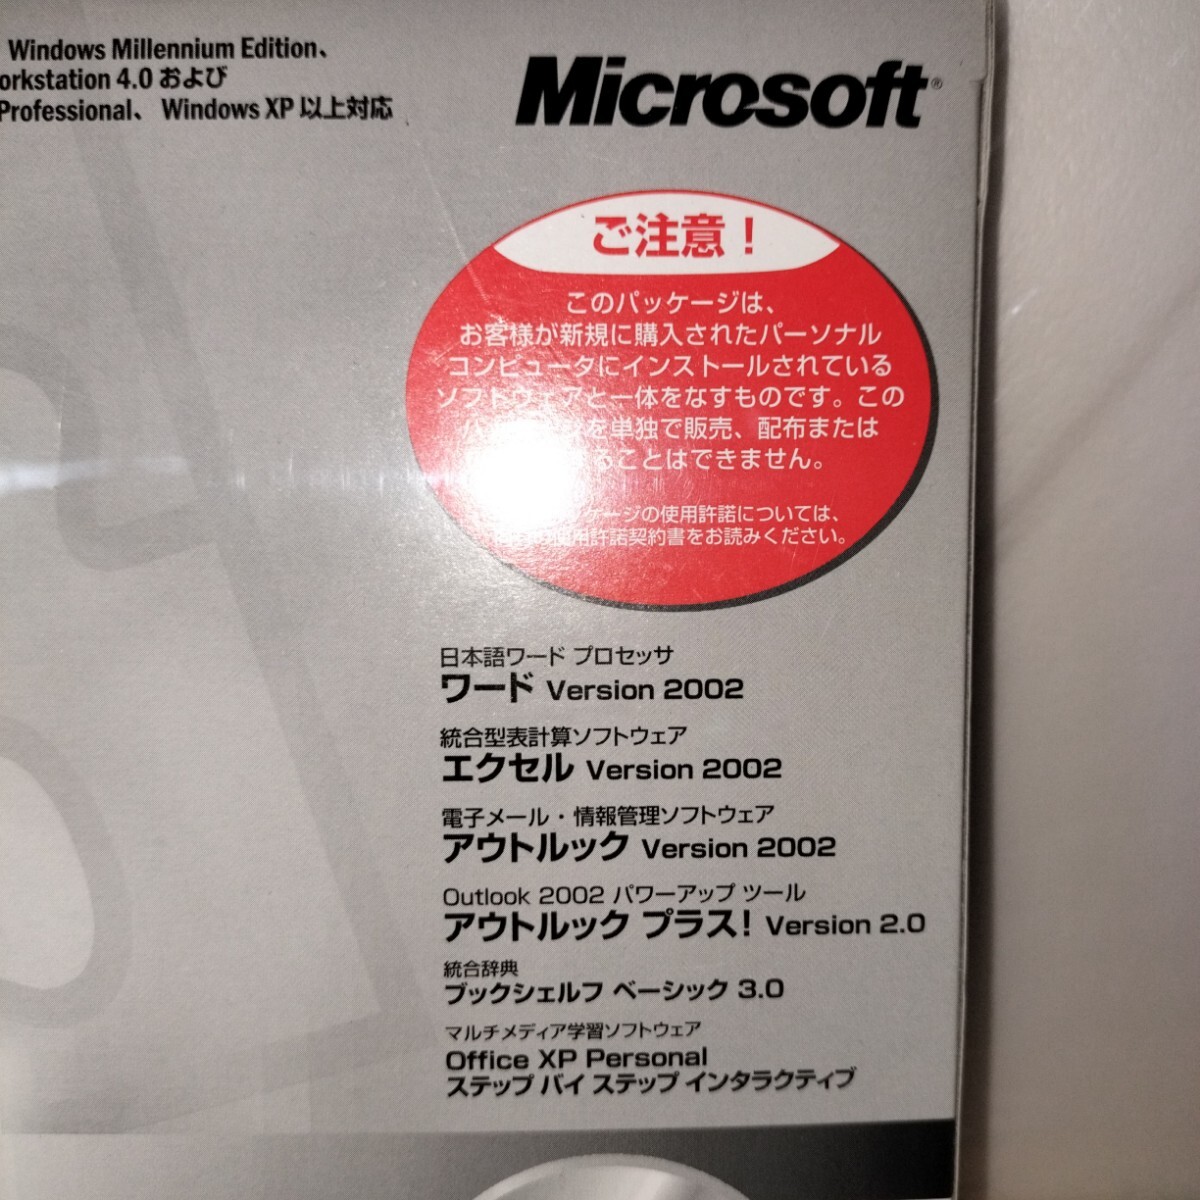 Windows Millennium Edition、
orkstation 4.0 および
Professional、 Windows XP 以上対応
Microsoft®
ご注意！
このパッケージは、
お客様が新規に購入されたパーソナル
コンピュータにインストールされている
ソフトウェアと一体をなすものです。この
を単独で販売、配布または
ることはできません。
ージの使用許諾については、
使用許諾契約書をお読みください。
日本語ワード プロセッサ
ワード Version 2002
統合型表計算ソフトウェア
エクセル Version 2002
電子メール・情報管理ソフトウェア
アウトルック Version 2002
Outlook 2002 パワーアップ ツール
アウトルック プラス！ Version 2.0
統合辞典
ブックシェルフ ベーシック 3.0
マルチメディア学習ソフトウェア
Office XP Personal
ステップ バイ ステップ インタラクティブ